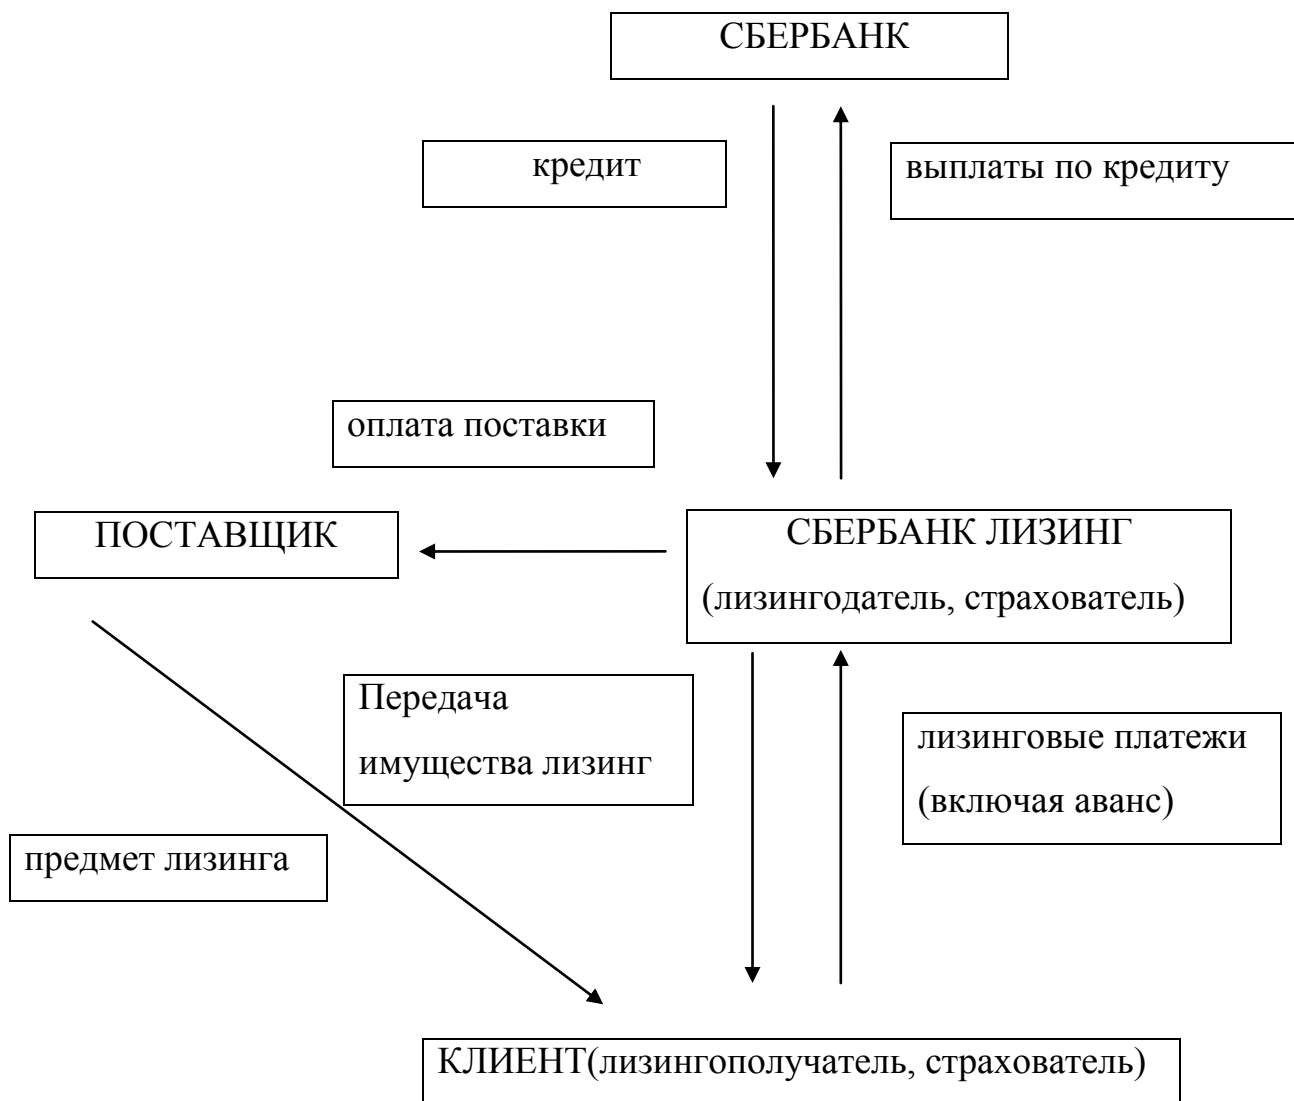 СБЕРБАНК
кредит
выплаты по кредиту
оплата поставки
ПОСТАВЩИК
СБЕРБАНК ЛИЗИНГ
(лизингодатель, страхователь)
Передача
имущества лизинг
лизинговые платежи
(включая аванс)
предмет лизинга
КЛИЕНТ(лизингополучатель, страхователь)